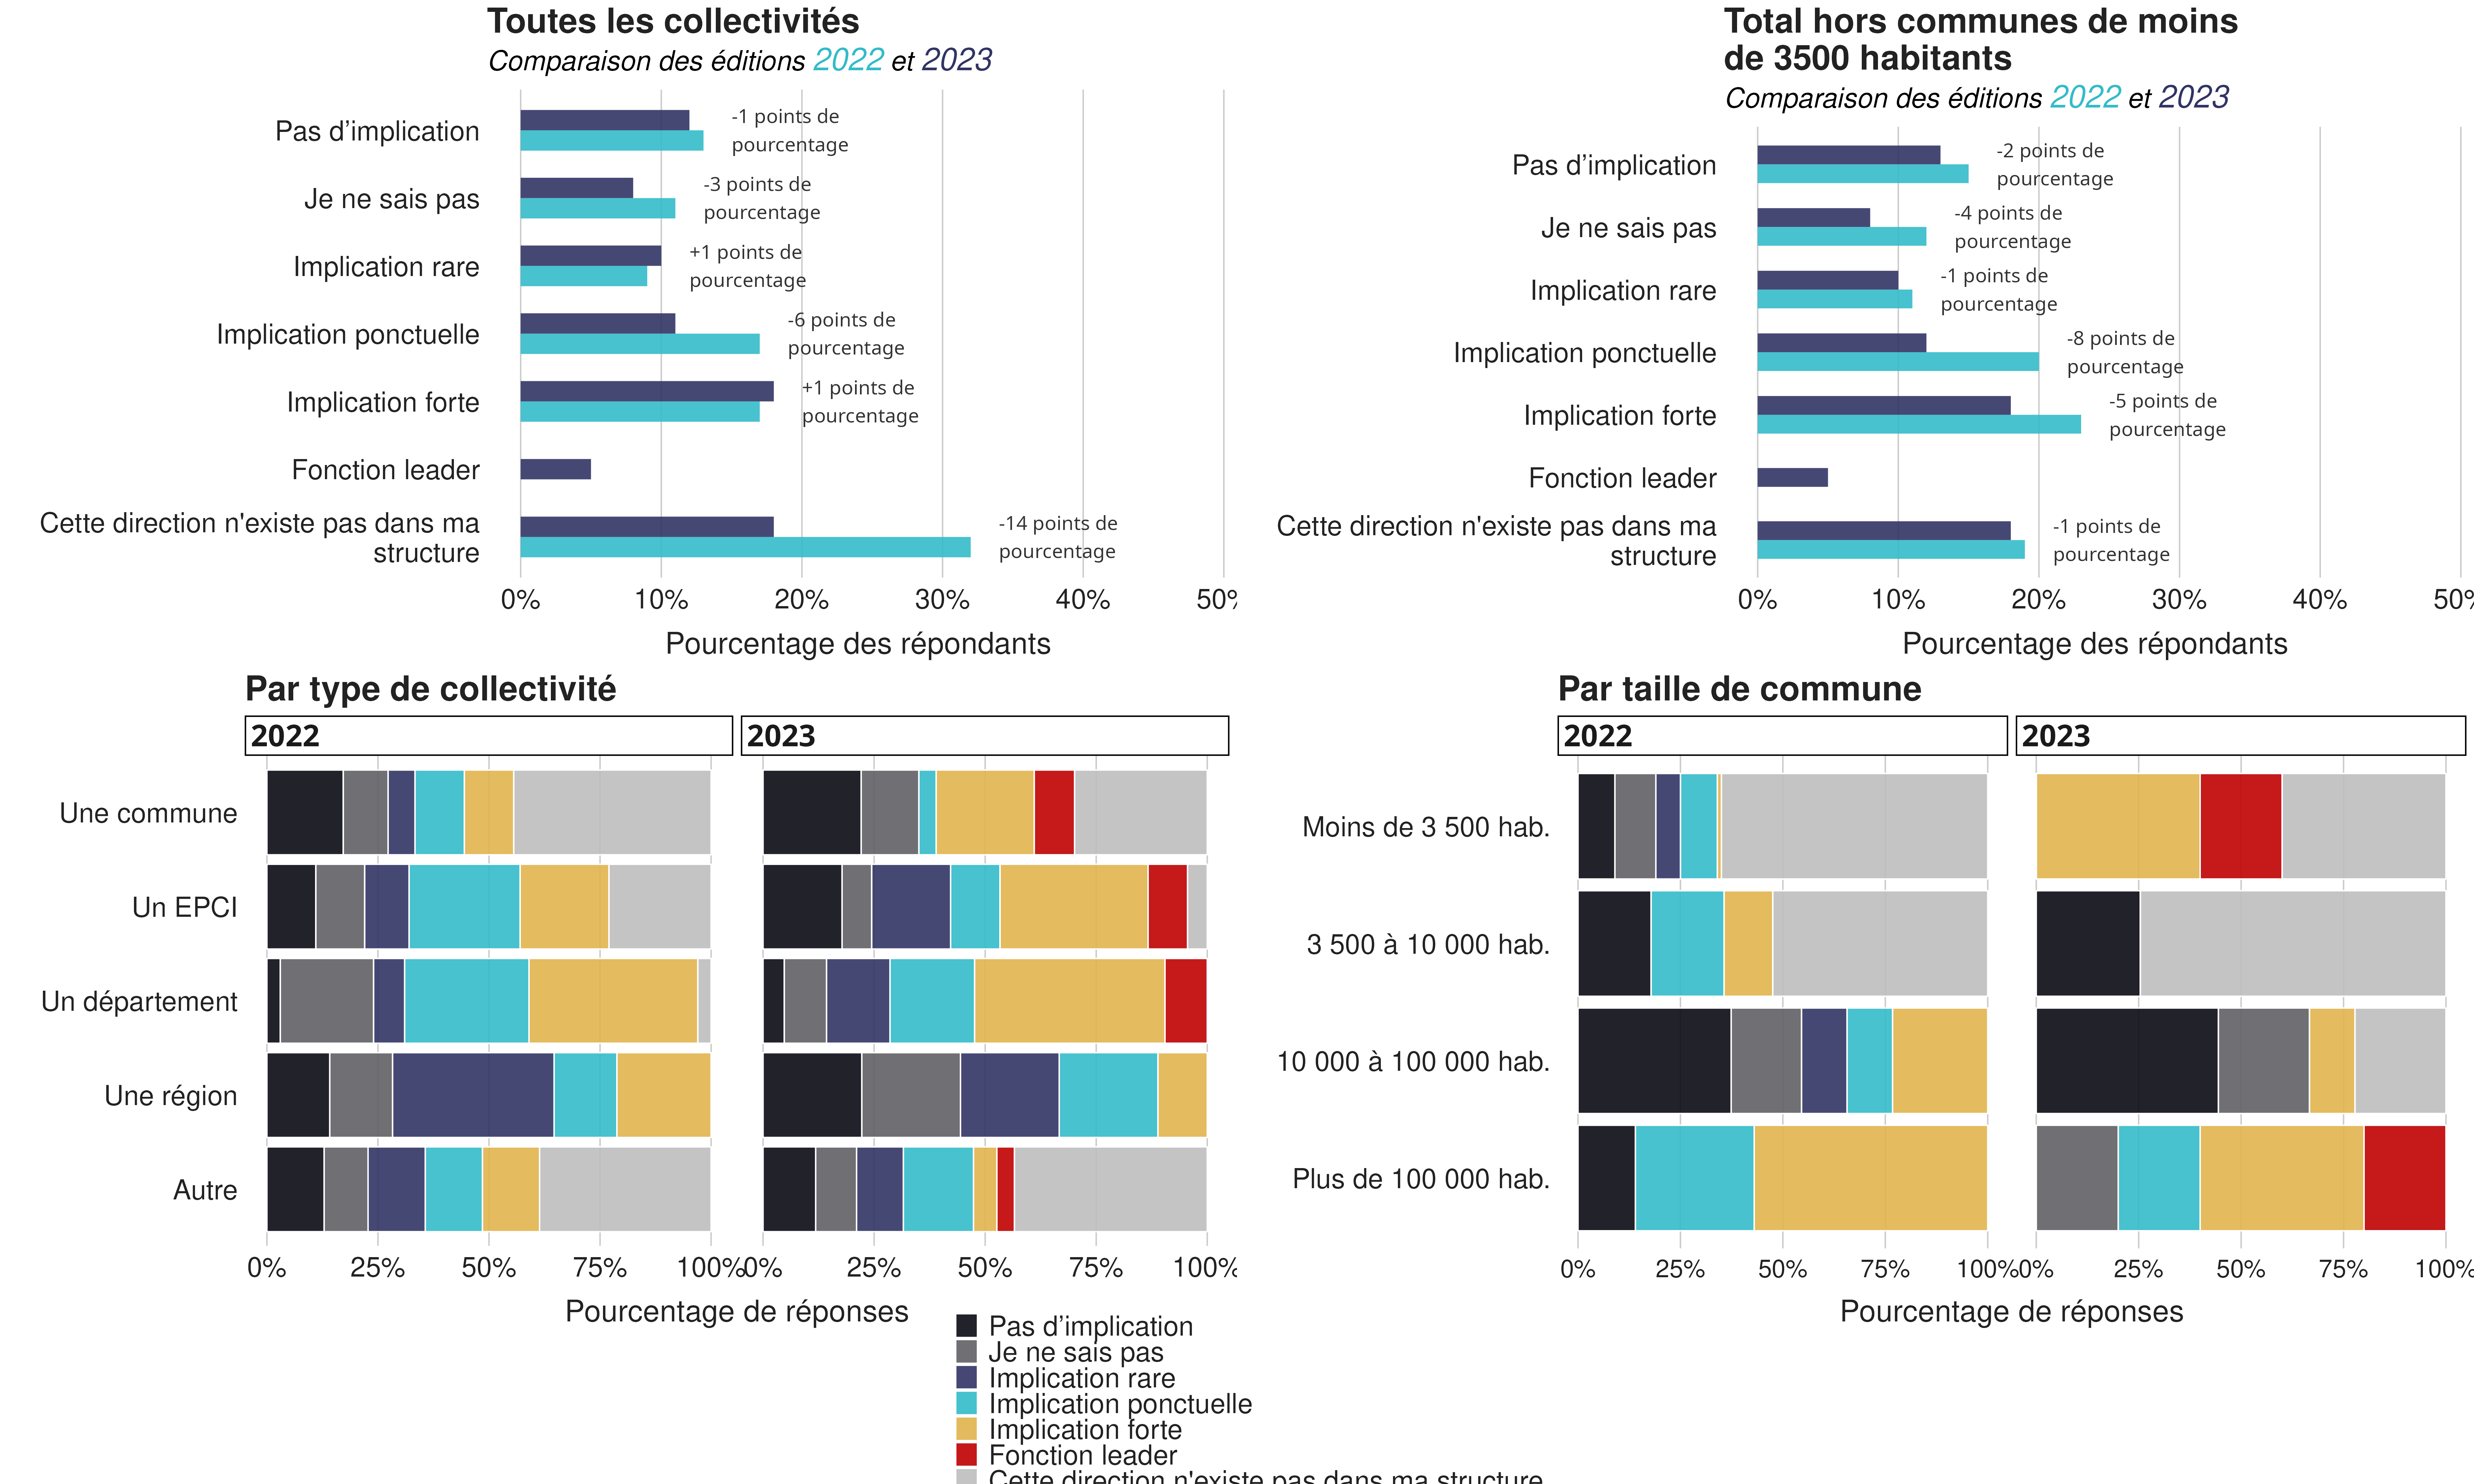 Toutes les collectivités
Comparaison des éditions 2022 et 2023
Pas d’implication
-1 points de
pourcentage
Je ne sais pas
-3 points de
pourcentage
Implication rare
+1 points de
pourcentage
Implication ponctuelle
-6 points de
pourcentage
Implication forte
+1 points de
pourcentage
Fonction leader
Cette direction n'existe pas dans ma
structure
-14 points de
pourcentage
0% 10% 20% 30% 40% 50%
Pourcentage des répondants
Total hors communes de moins
de 3500 habitants
Comparaison des éditions 2022 et 2023
Pas d’implication
-2 points de
pourcentage
Je ne sais pas
-4 points de
pourcentage
Implication rare
-1 points de
pourcentage
Implication ponctuelle
-8 points de
pourcentage
Implication forte
-5 points de
pourcentage
Fonction leader
Cette direction n'existe pas dans ma
structure
-1 points de
pourcentage
0% 10% 20% 30% 40% 50%
Pourcentage des répondants
Par type de collectivité
2022 2023
Une commune
Un EPCI
Un département
Une région
Autre
0% 25% 50% 75% 100% 0% 25% 50% 75% 100%
Pourcentage de réponses
Par taille de commune
2022 2023
Moins de 3 500 hab.
3 500 à 10 000 hab.
10 000 à 100 000 hab.
Plus de 100 000 hab.
0% 25% 50% 75% 100% 0% 25% 50% 75% 100%
Pourcentage de réponses
Pas d’implication
Je ne sais pas
Implication rare
Implication ponctuelle
Implication forte
Fonction leader
Cette direction n'existe pas dans ma structure